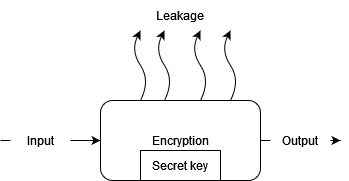 Leakage
Input
Encryption
Output
Secret key